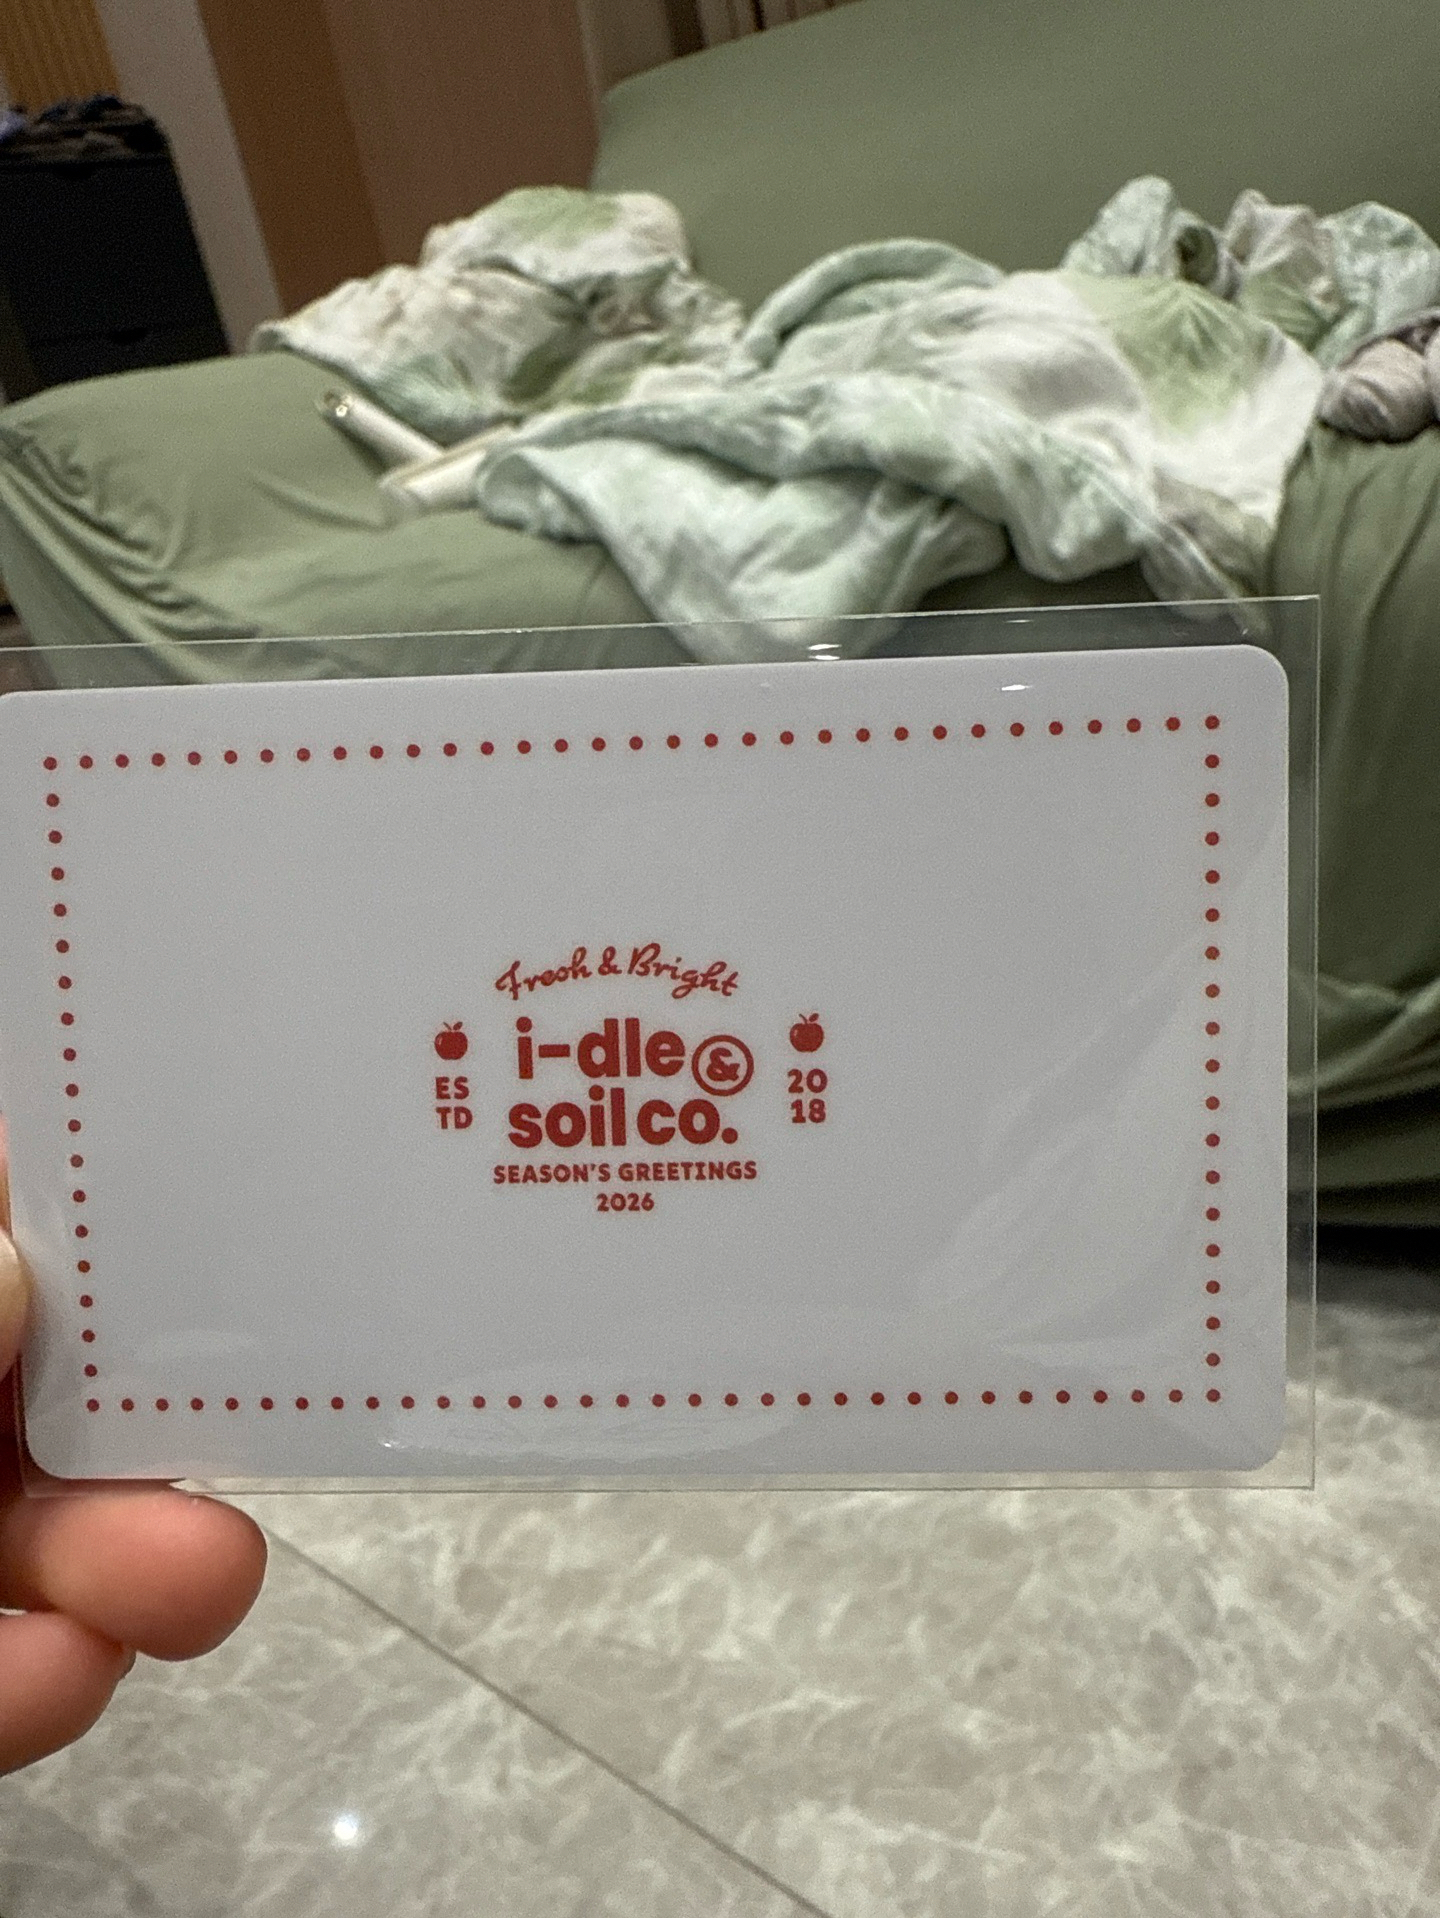 Fresh & Bright
i-dle &
soil co.
ES
TD
20
18
SEASON'S GREETINGS
2026